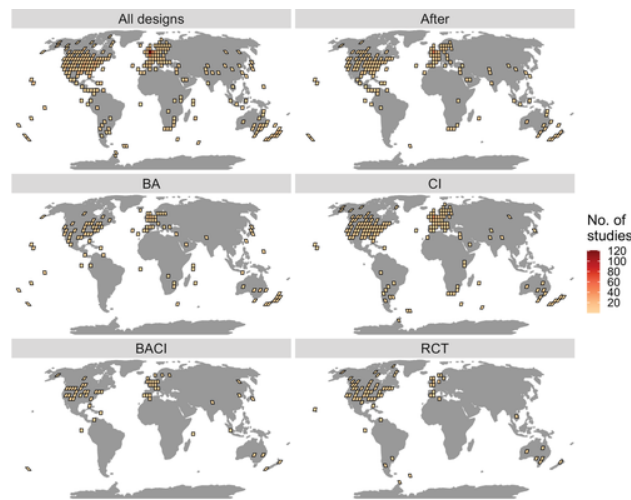 All designs
After
BA
CI
BACI
RCT
No. of
studies
120
100
80
60
40
20